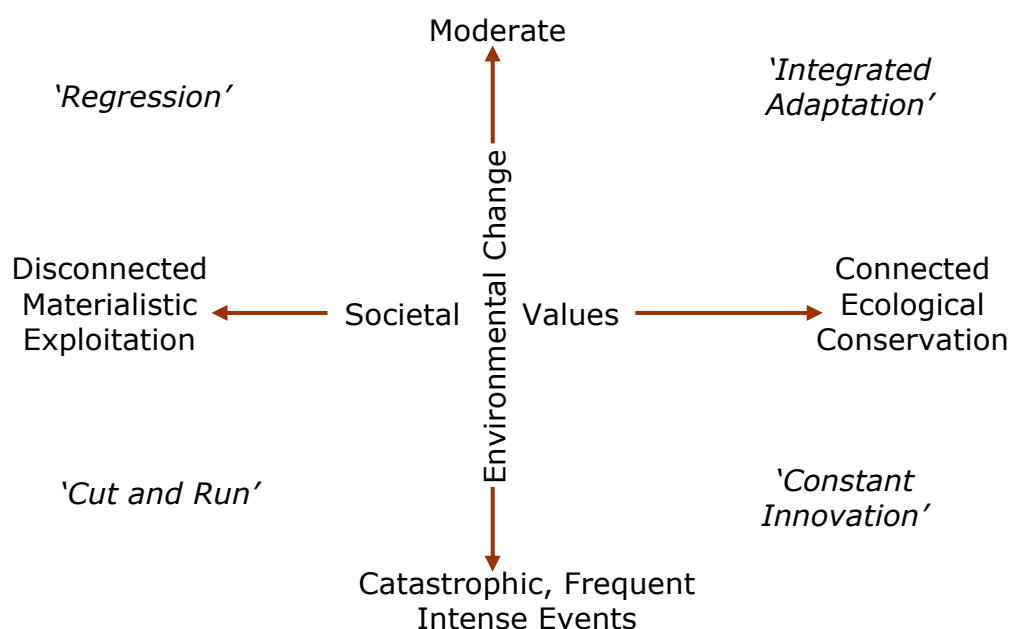 Moderate
‘Regression’
‘Integrated
Adaptation’
Environmental Change
Disconnected
Materialistic
Exploitation
Societal Values
Connected
Ecological
Conservation
‘Cut and Run’
‘Constant
Innovation’
Catastrophic, Frequent
Intense Events